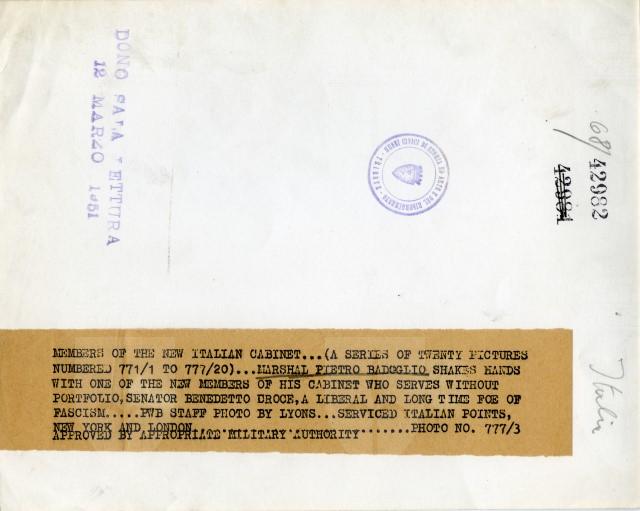 DONO SALA LETTURA
12 MARZO 1951
68/
42982
42981
Italia
MEMBERS OF THE NEW ITALIAN CABINET...(A SERIES OF TWENTY PICTURES
NUMBERED 771/1 TO 777/20)...MARSHAL PIETRO BADOGLIO SHAKES HANDS
WITH ONE OF THE NEW MEMBERS OF HIS CABINET WHO SERVES WITHOUT
PORTFOLIO,SENATOR BENEDETTO CROCE,A LIBERAL AND LONG TIME FOE OF
FASCISM.....PWB STAFF PHOTO BY LYONS...SERVICED ITALIAN POINTS,
NEW YORK AND LONDON..............................PHOTO NO. 777/3
APPROVED BY APPROPRIATE MILITARY AUTHORITY